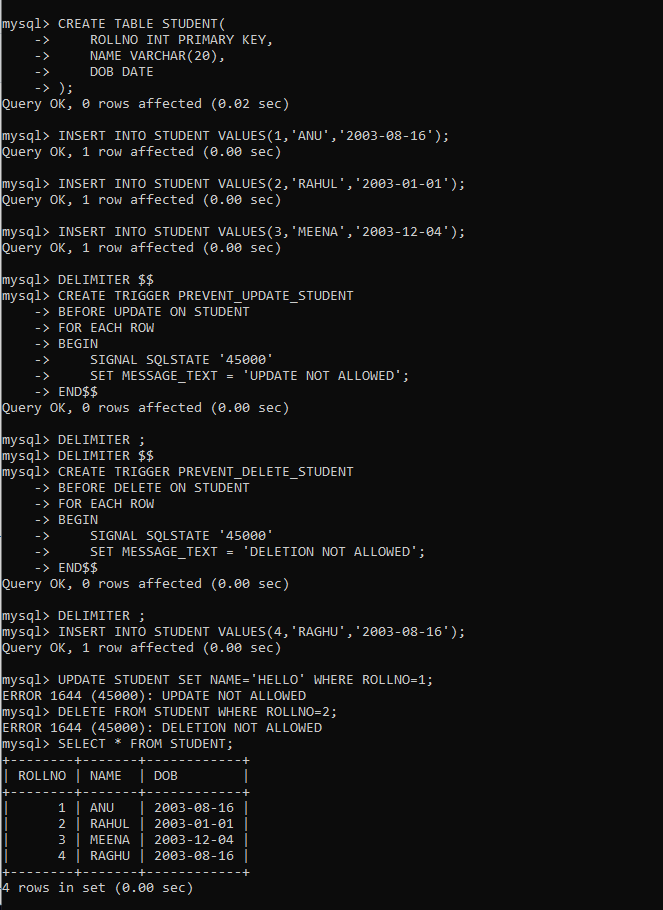 mysql> CREATE TABLE STUDENT(
    ->     ROLLNO INT PRIMARY KEY,
    ->     NAME VARCHAR(20),
    ->     DOB DATE
    -> );
Query OK, 0 rows affected (0.02 sec)

mysql> INSERT INTO STUDENT VALUES(1,'ANU','2003-08-16');
Query OK, 1 row affected (0.00 sec)

mysql> INSERT INTO STUDENT VALUES(2,'RAHUL','2003-01-01');
Query OK, 1 row affected (0.00 sec)

mysql> INSERT INTO STUDENT VALUES(3,'MEENA','2003-12-04');
Query OK, 1 row affected (0.00 sec)

mysql> DELIMITER $$
mysql> CREATE TRIGGER PREVENT_UPDATE_STUDENT
    -> BEFORE UPDATE ON STUDENT
    -> FOR EACH ROW
    -> BEGIN
    ->     SIGNAL SQLSTATE '45000'
    ->     SET MESSAGE_TEXT = 'UPDATE NOT ALLOWED';
    -> END$$
Query OK, 0 rows affected (0.00 sec)

mysql> DELIMITER ;
mysql> DELIMITER $$
mysql> CREATE TRIGGER PREVENT_DELETE_STUDENT
    -> BEFORE DELETE ON STUDENT
    -> FOR EACH ROW
    -> BEGIN
    ->     SIGNAL SQLSTATE '45000'
    ->     SET MESSAGE_TEXT = 'DELETION NOT ALLOWED';
    -> END$$
Query OK, 0 rows affected (0.00 sec)

mysql> DELIMITER ;
mysql> INSERT INTO STUDENT VALUES(4,'RAGHU','2003-08-16');
Query OK, 1 row affected (0.00 sec)

mysql> UPDATE STUDENT SET NAME='HELLO' WHERE ROLLNO=1;
ERROR 1644 (45000): UPDATE NOT ALLOWED
mysql> DELETE FROM STUDENT WHERE ROLLNO=2;
ERROR 1644 (45000): DELETION NOT ALLOWED
mysql> SELECT * FROM STUDENT;
+--------+-------+------------+
| ROLLNO | NAME  | DOB        |
+--------+-------+------------+
|      1 | ANU   | 2003-08-16 |
|      2 | RAHUL | 2003-01-01 |
|      3 | MEENA | 2003-12-04 |
|      4 | RAGHU | 2003-08-16 |
+--------+-------+------------+
4 rows in set (0.00 sec)